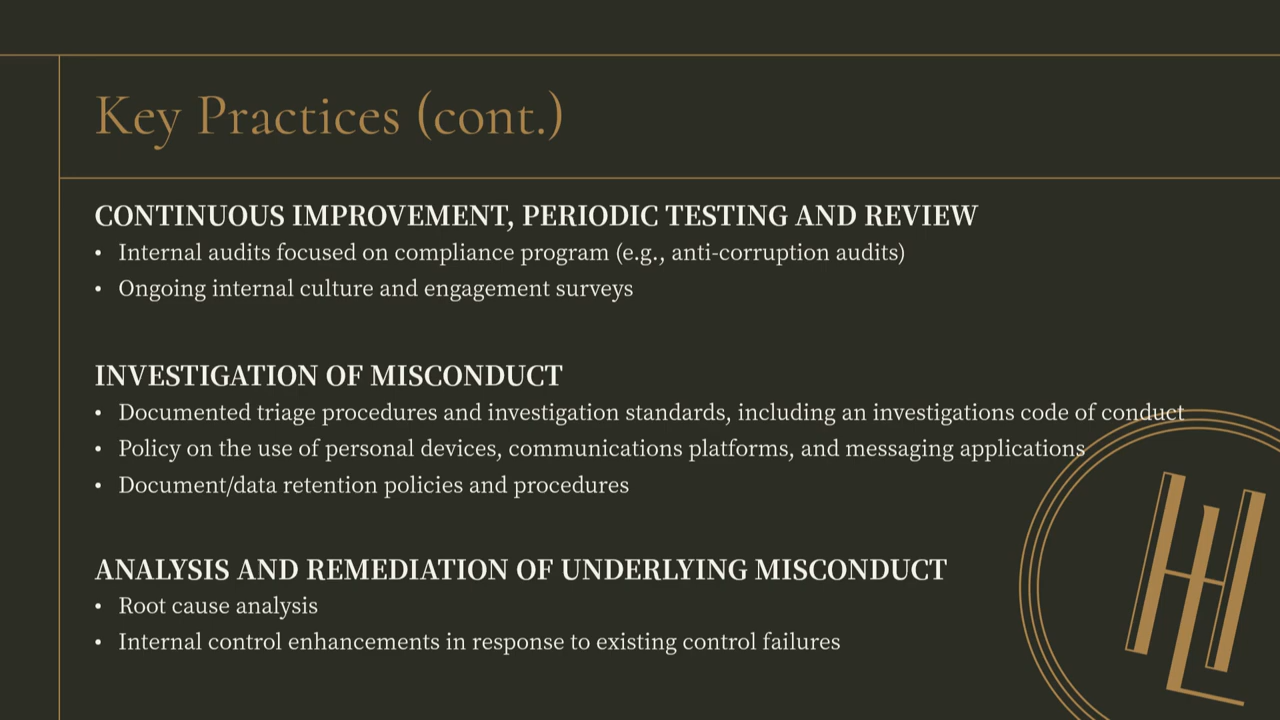 Key Practices (cont.)
CONTINUOUS IMPROVEMENT, PERIODIC TESTING AND REVIEW
• Internal audits focused on compliance program (e.g., anti-corruption audits)
• Ongoing internal culture and engagement surveys
INVESTIGATION OF MISCONDUCT
• Documented triage procedures and investigation standards, including an investigations code of conduct
• Policy on the use of personal devices, communications platforms, and messaging applications
• Document/data retention policies and procedures
ANALYSIS AND REMEDIATION OF UNDERLYING MISCONDUCT
• Root cause analysis
• Internal control enhancements in response to existing control failures
HL